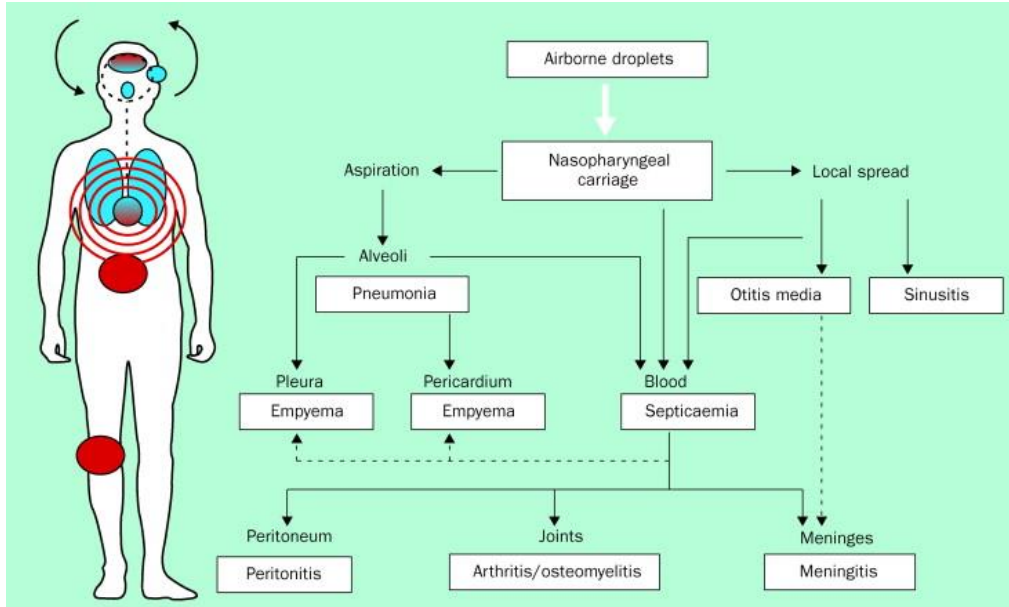 Airborne droplets
Nasopharyngeal
carriage
Aspiration
Local spread
Alveoli
Pneumonia
Otitis media
Sinusitis
Pleura
Pericardium
Blood
Empyema
Empyema
Septicaemia
Peritoneum
Joints
Meninges
Peritonitis
Arthritis/osteomyelitis
Meningitis